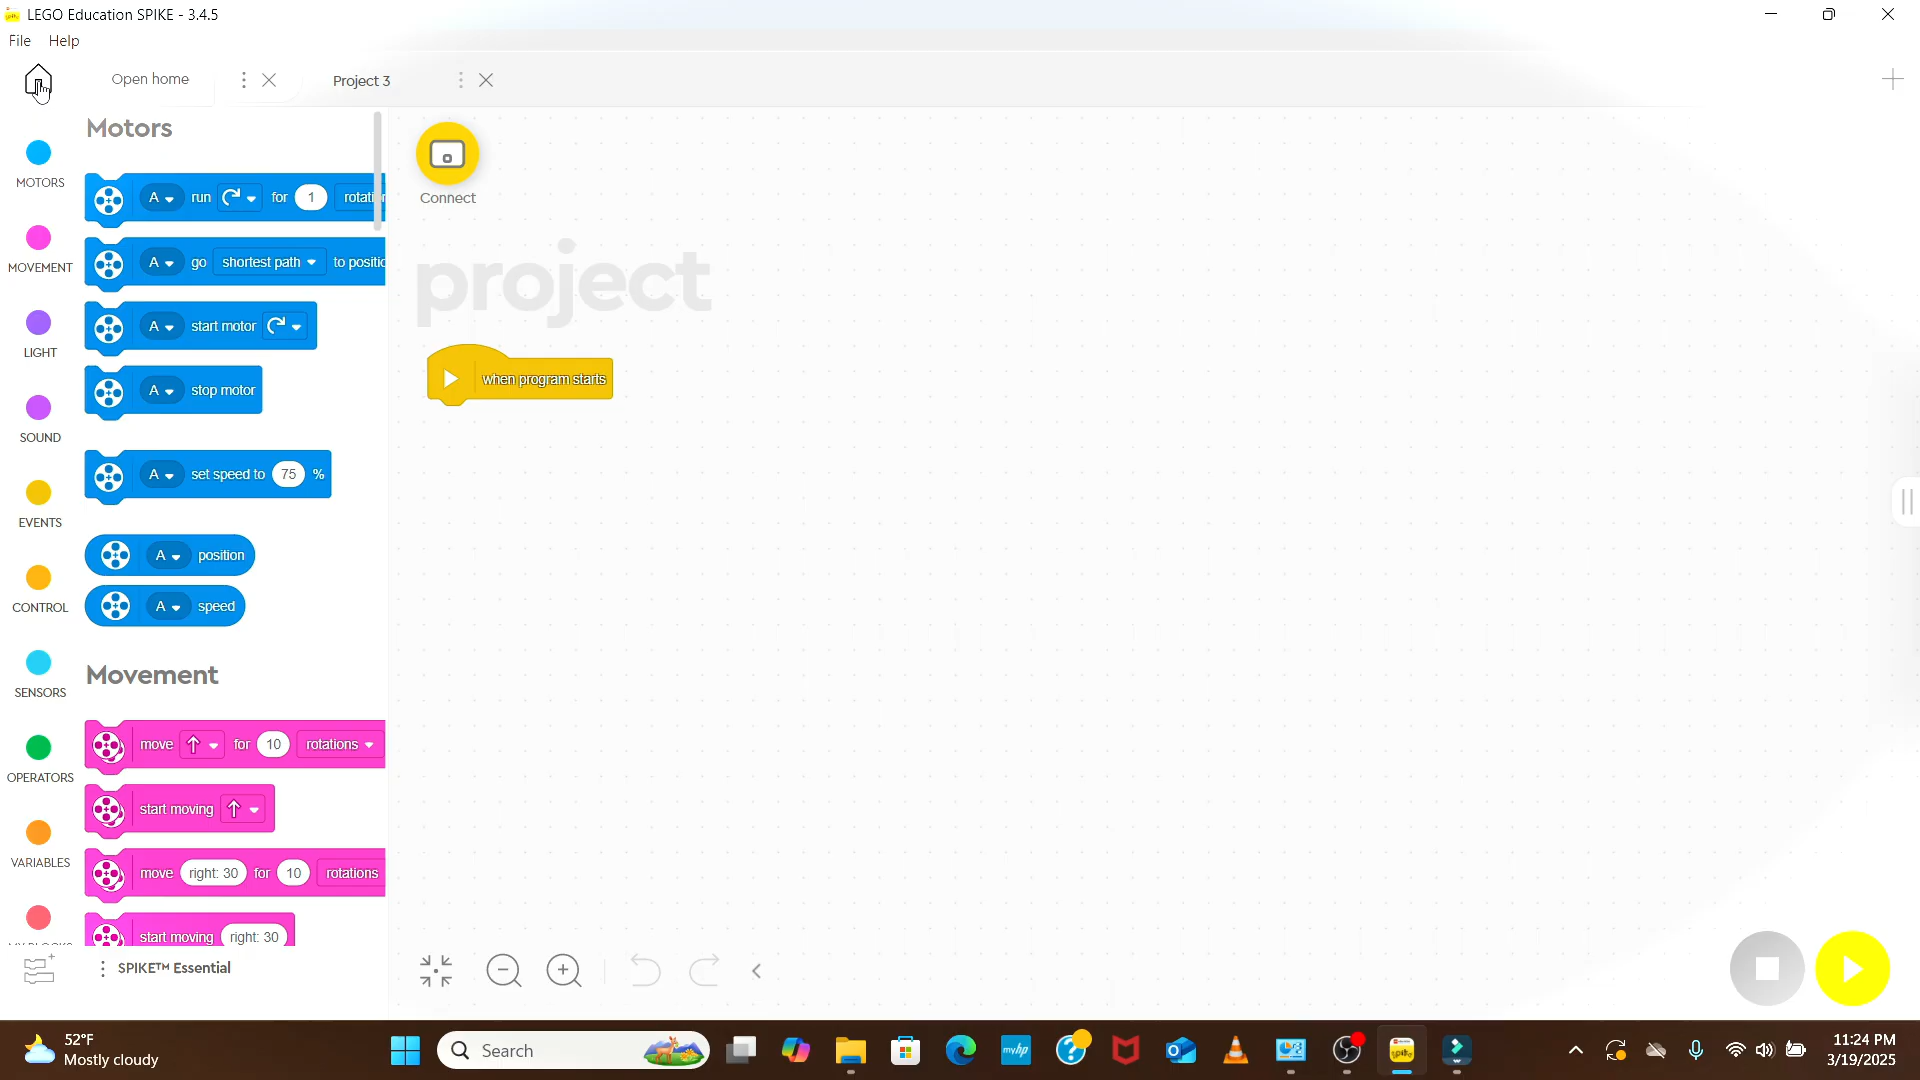 LEGO Education SPIKE - 3.4.5
File Help
Open home
Project 3
Motors
MOTORS
A run for 1
A go shortest path to
A start motor
A stop motor
A set speed to 75 %
A position
A speed
Movement
move for 10 rotations
start moving
move right: 30 for 10 rotations
start moving right: 30
MOVEMENT
LIGHT
SOUND
EVENTS
CONTROL
SENSORS
OPERATORS
VARIABLES
SPIKE™ Essential
Connect
project
when program starts
52°F
Mostly cloudy
Search
myhp
spike
11:24 PM
3/19/2025